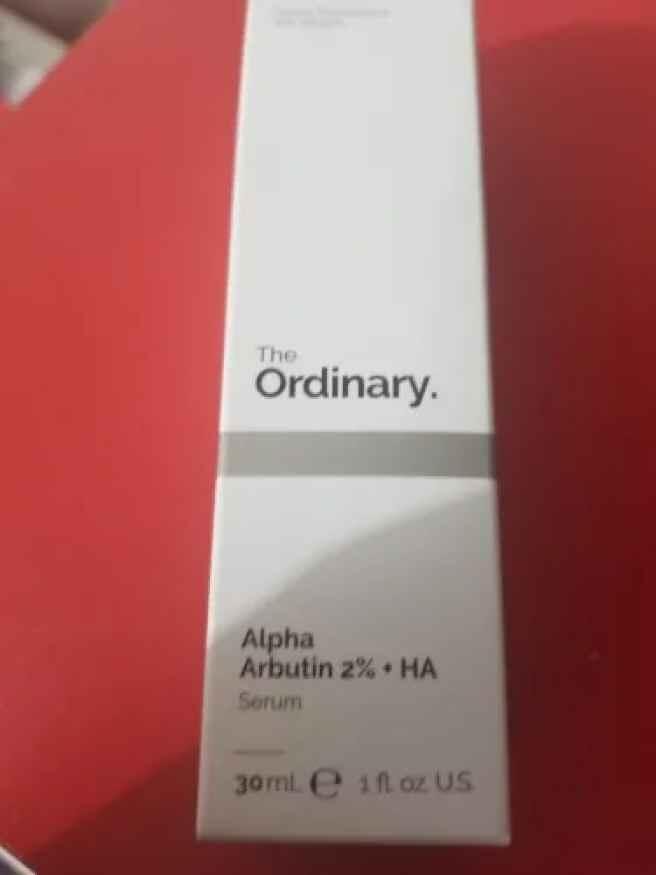 The
Ordinary.
Alpha
Arbutin 2% + HA
Serum
30mL e 1 fl. oz. U.S.